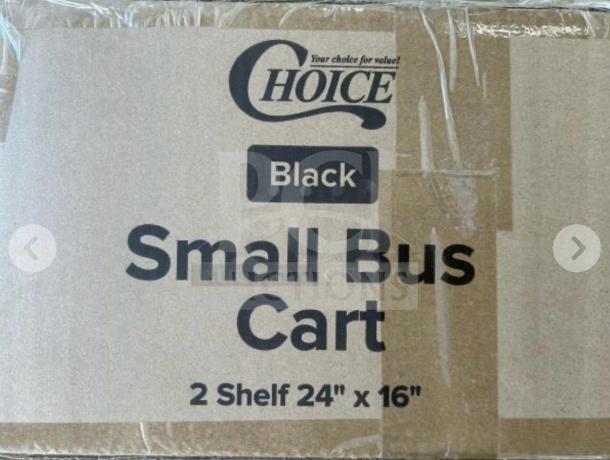 Your choice for value!
CHOICE
Black
Small Bus
Cart
2 Shelf 24" x 16"